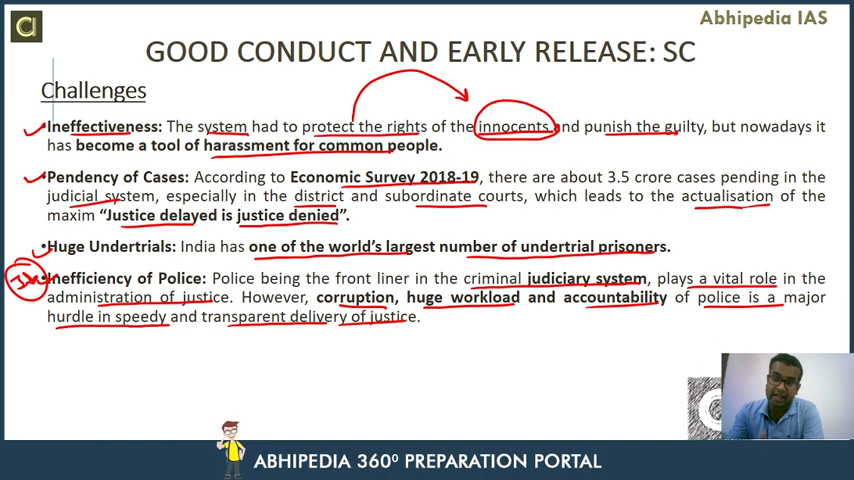 Abhipedia IAS
GOOD CONDUCT AND EARLY RELEASE: SC
Challenges
•Ineffectiveness: The system had to protect the rights of the innocents and punish the guilty, but nowadays it
has become a tool of harassment for common people.
•Pendency of Cases: According to Economic Survey 2018-19, there are about 3.5 crore cases pending in the
judicial system, especially in the district and subordinate courts, which leads to the actualisation of the
maxim “Justice delayed is justice denied”.
•Huge Undertrials: India has one of the world’s largest number of undertrial prisoners.
•Inefficiency of Police: Police being the front liner in the criminal judiciary system, plays a vital role in the
administration of justice. However, corruption, huge workload and accountability of police is a major
hurdle in speedy and transparent delivery of justice.
ABHIPEDIA 360⁰ PREPARATION PORTAL